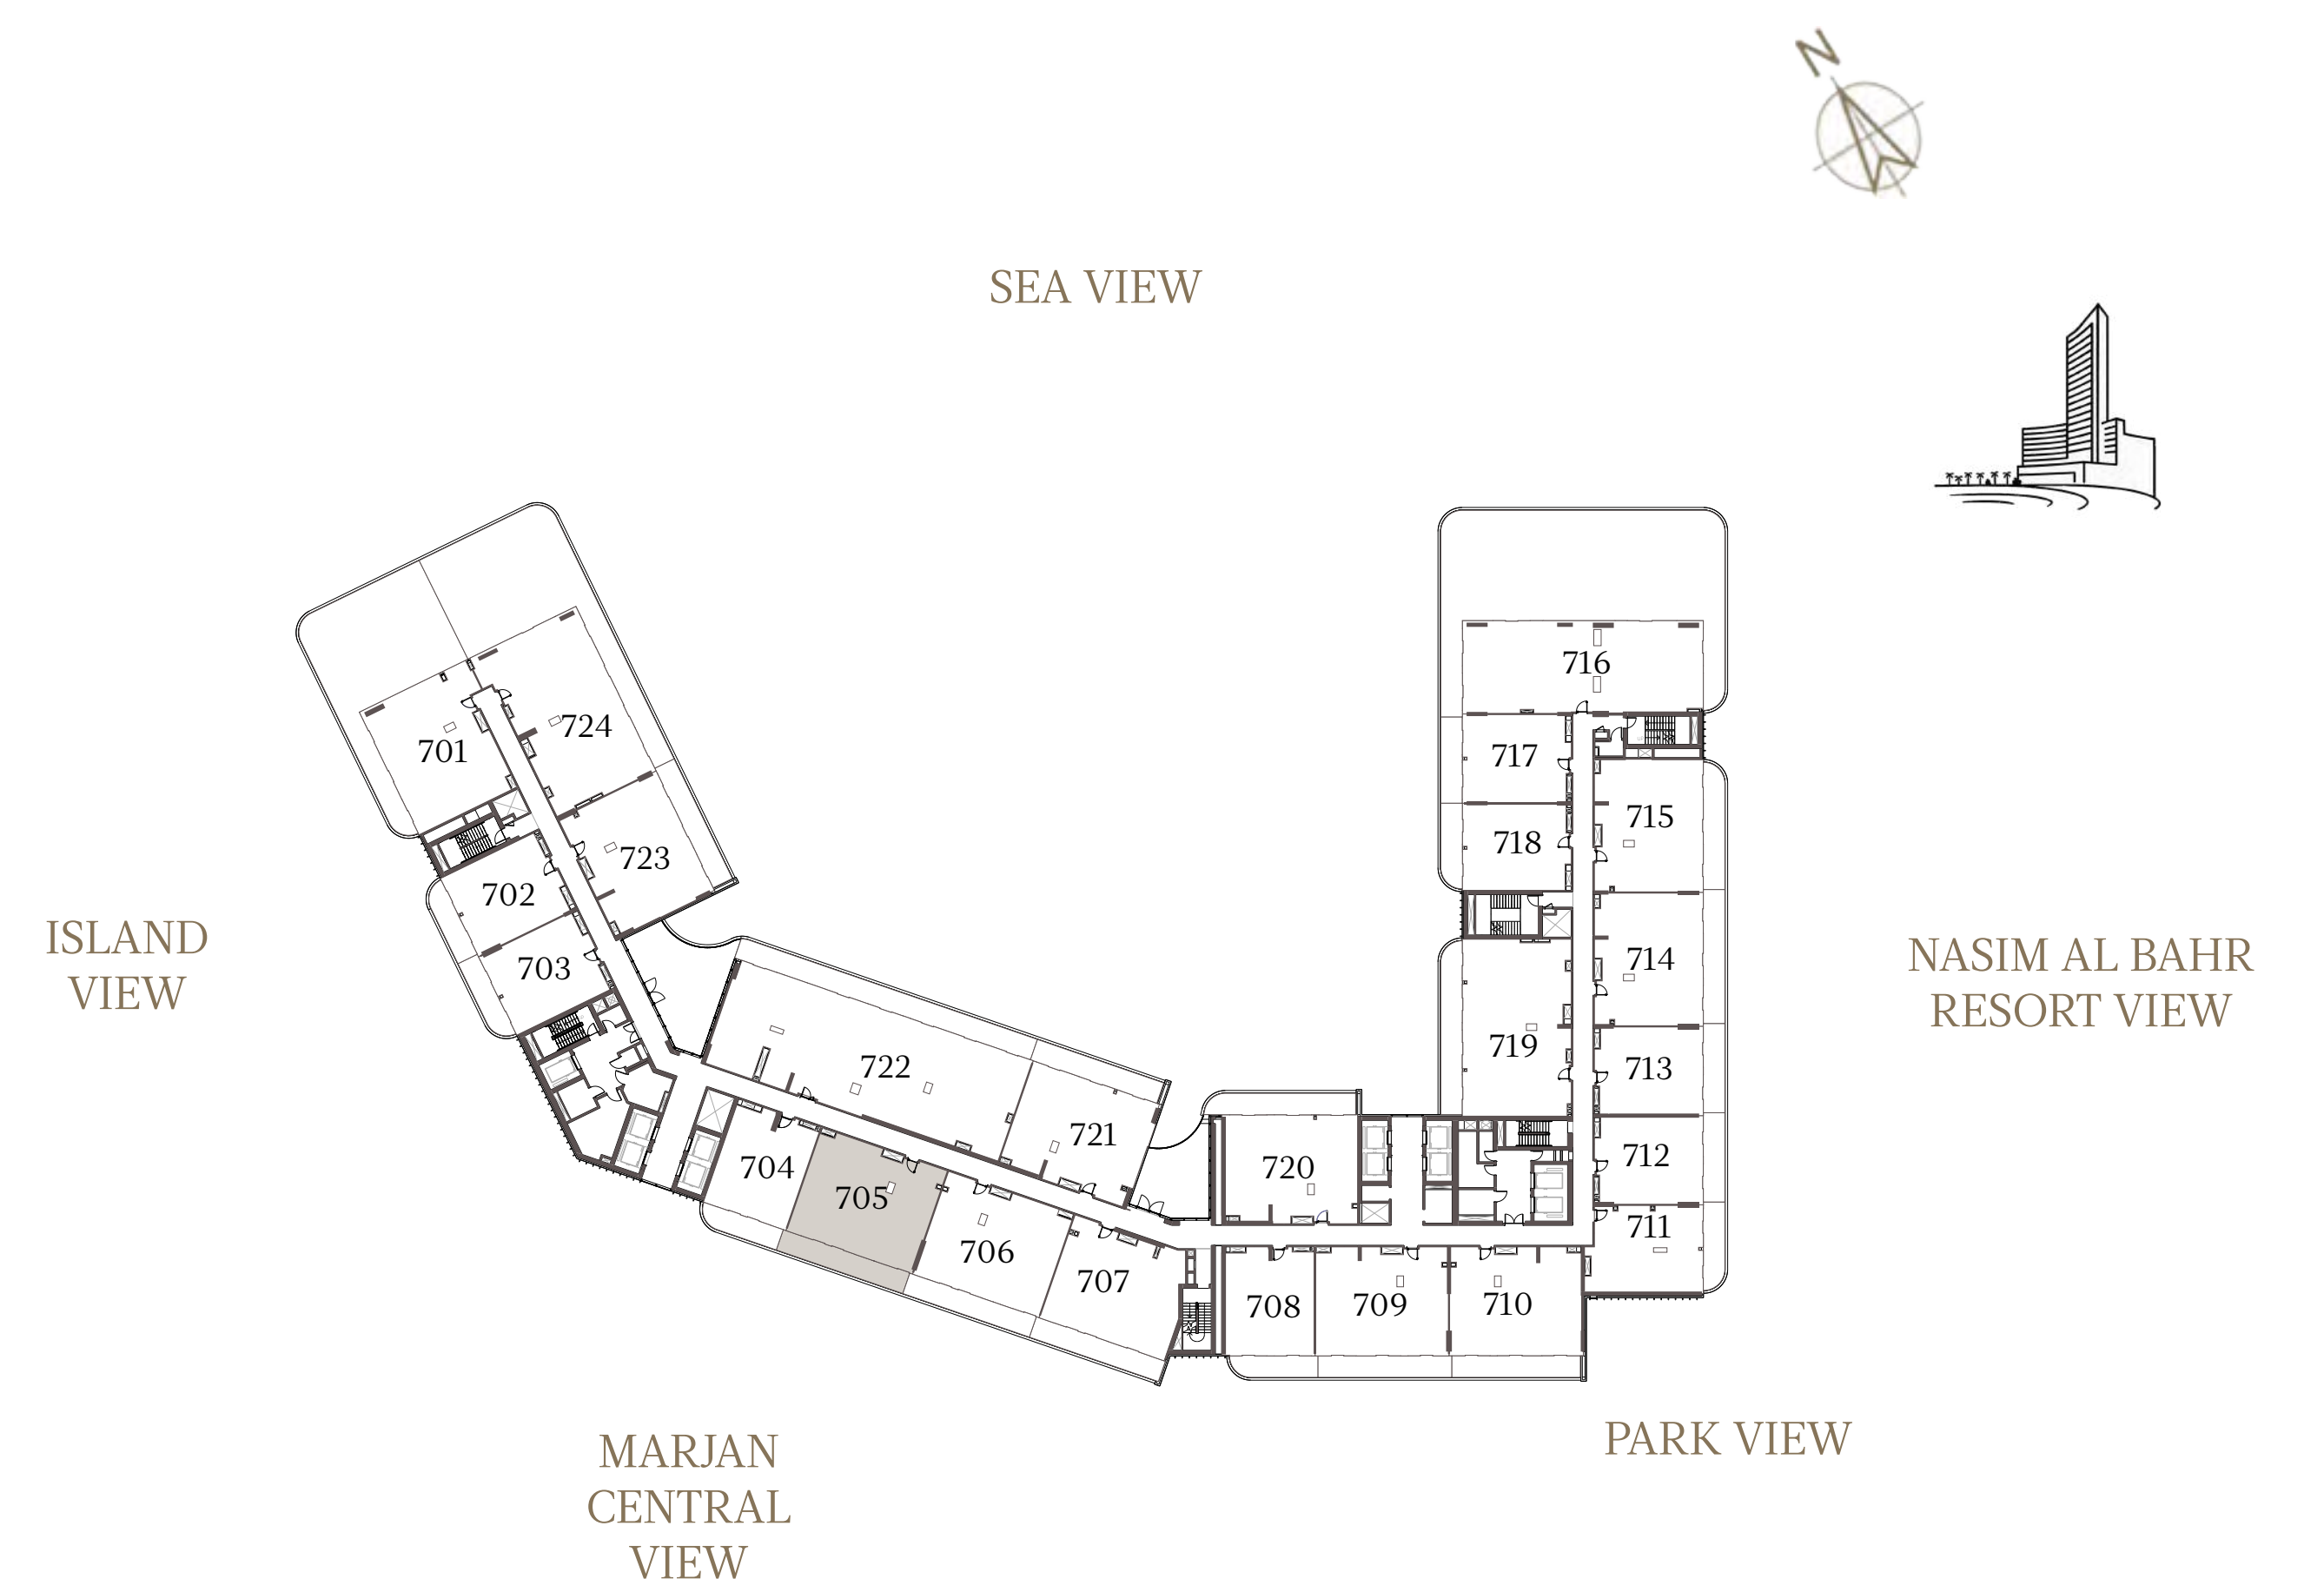 N
SEA VIEW
716
724
701
717
715
718
723
702
ISLAND
VIEW
703
714
NASIM AL BAHR
RESORT VIEW
719
722
713
721
712
704
720
705
711
706
707
708
709
710
PARK VIEW
MARJAN
CENTRAL
VIEW